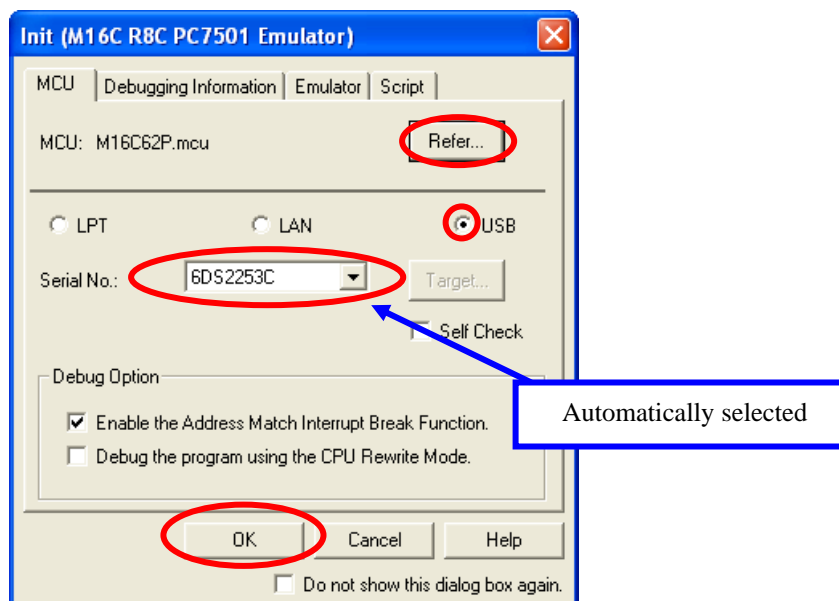 Init (M16C R8C PC7501 Emulator)
MCU Debugging Information Emulator Script
MCU: M16C62P.mcu Refer...
LPT LAN USB
Serial No.: 6DS2253C Target...
Self Check
Debug Option
Automatically selected
Enable the Address Match Interrupt Break Function.
Debug the program using the CPU Rewrite Mode.
OK Cancel Help
Do not show this dialog box again.